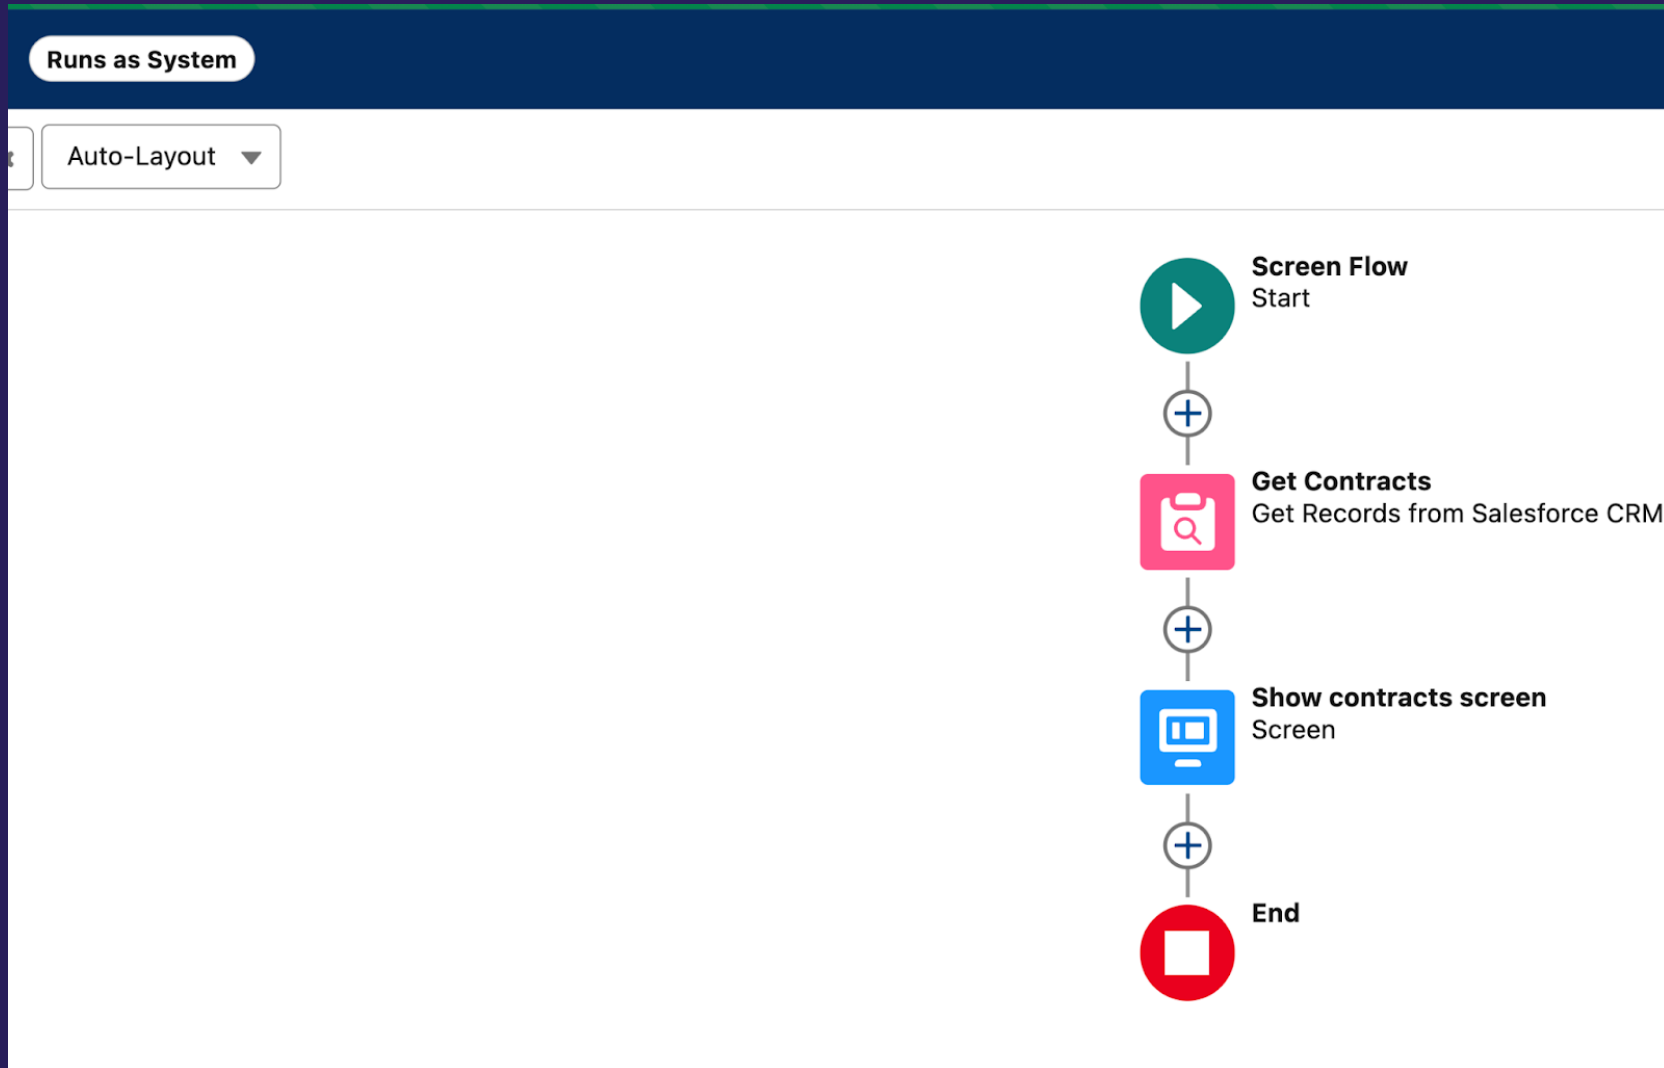 Runs as System
Auto-Layout
Screen Flow
Start
Get Contracts
Get Records from Salesforce CRM
Show contracts screen
Screen
End